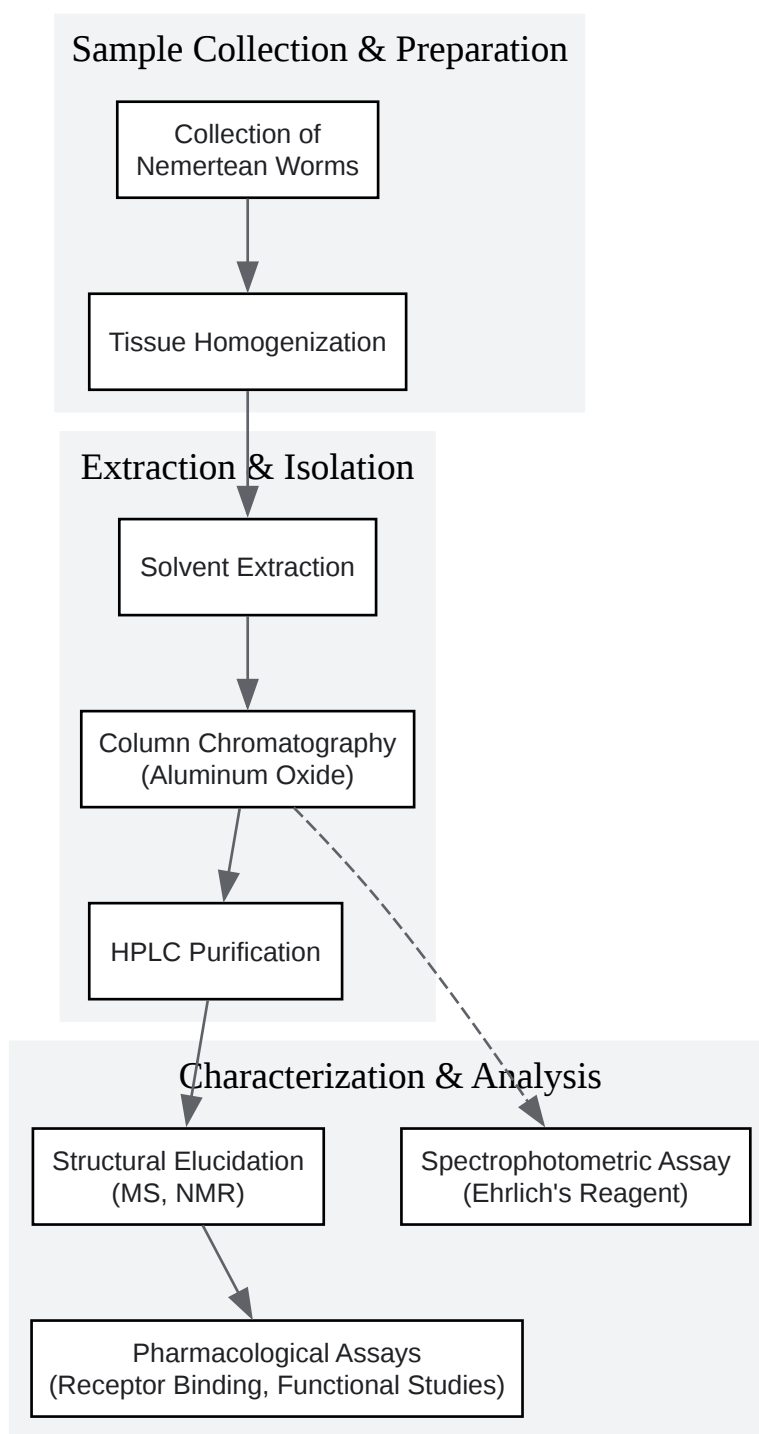 Sample Collection & Preparation
Collection of
Nemertean Worms
Tissue Homogenization
Extraction & Isolation
Solvent Extraction
Column Chromatography
(Aluminum Oxide)
HPLC Purification
Characterization & Analysis
Structural Elucidation
(MS, NMR)
Spectrophotometric Assay
(Ehrlich's Reagent)
Pharmacological Assays
(Receptor Binding, Functional Studies)